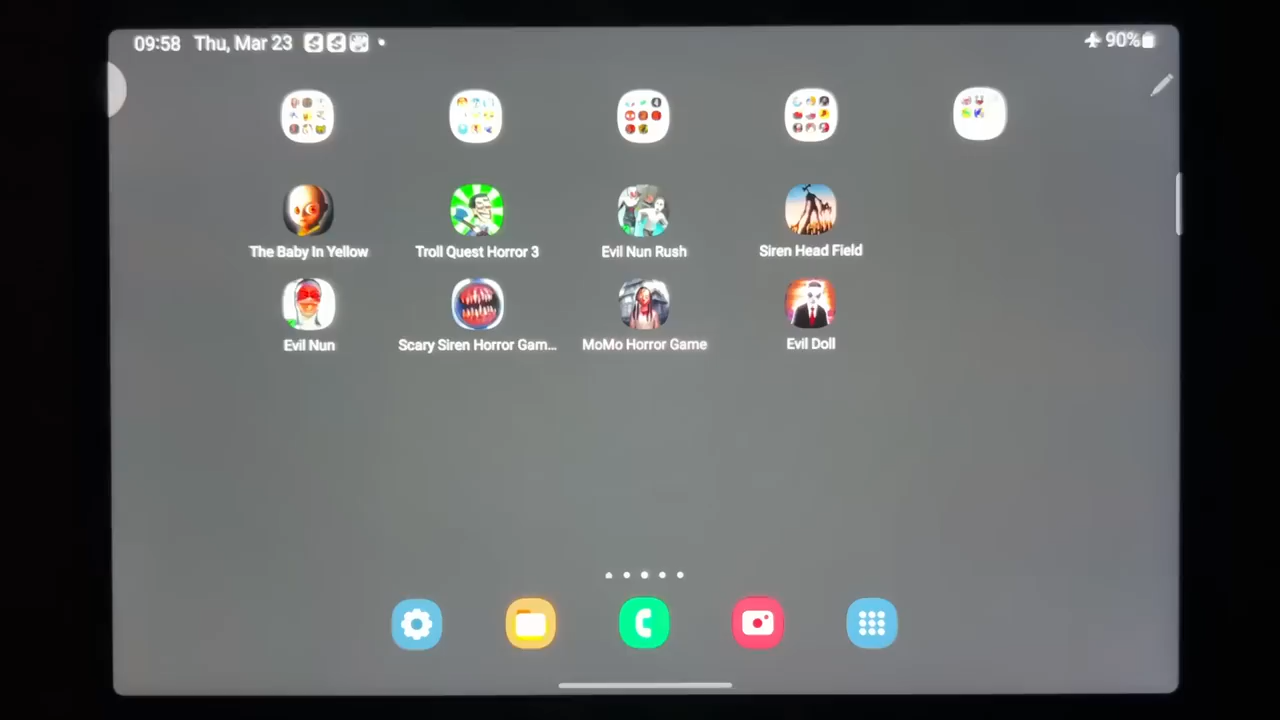 09:58 Thu, Mar 23 90%
The Baby In Yellow Troll Quest Horror 3 Evil Nun Rush Siren Head Field
Evil Nun Scary Siren Horror Gam... MoMo Horror Game Evil Doll